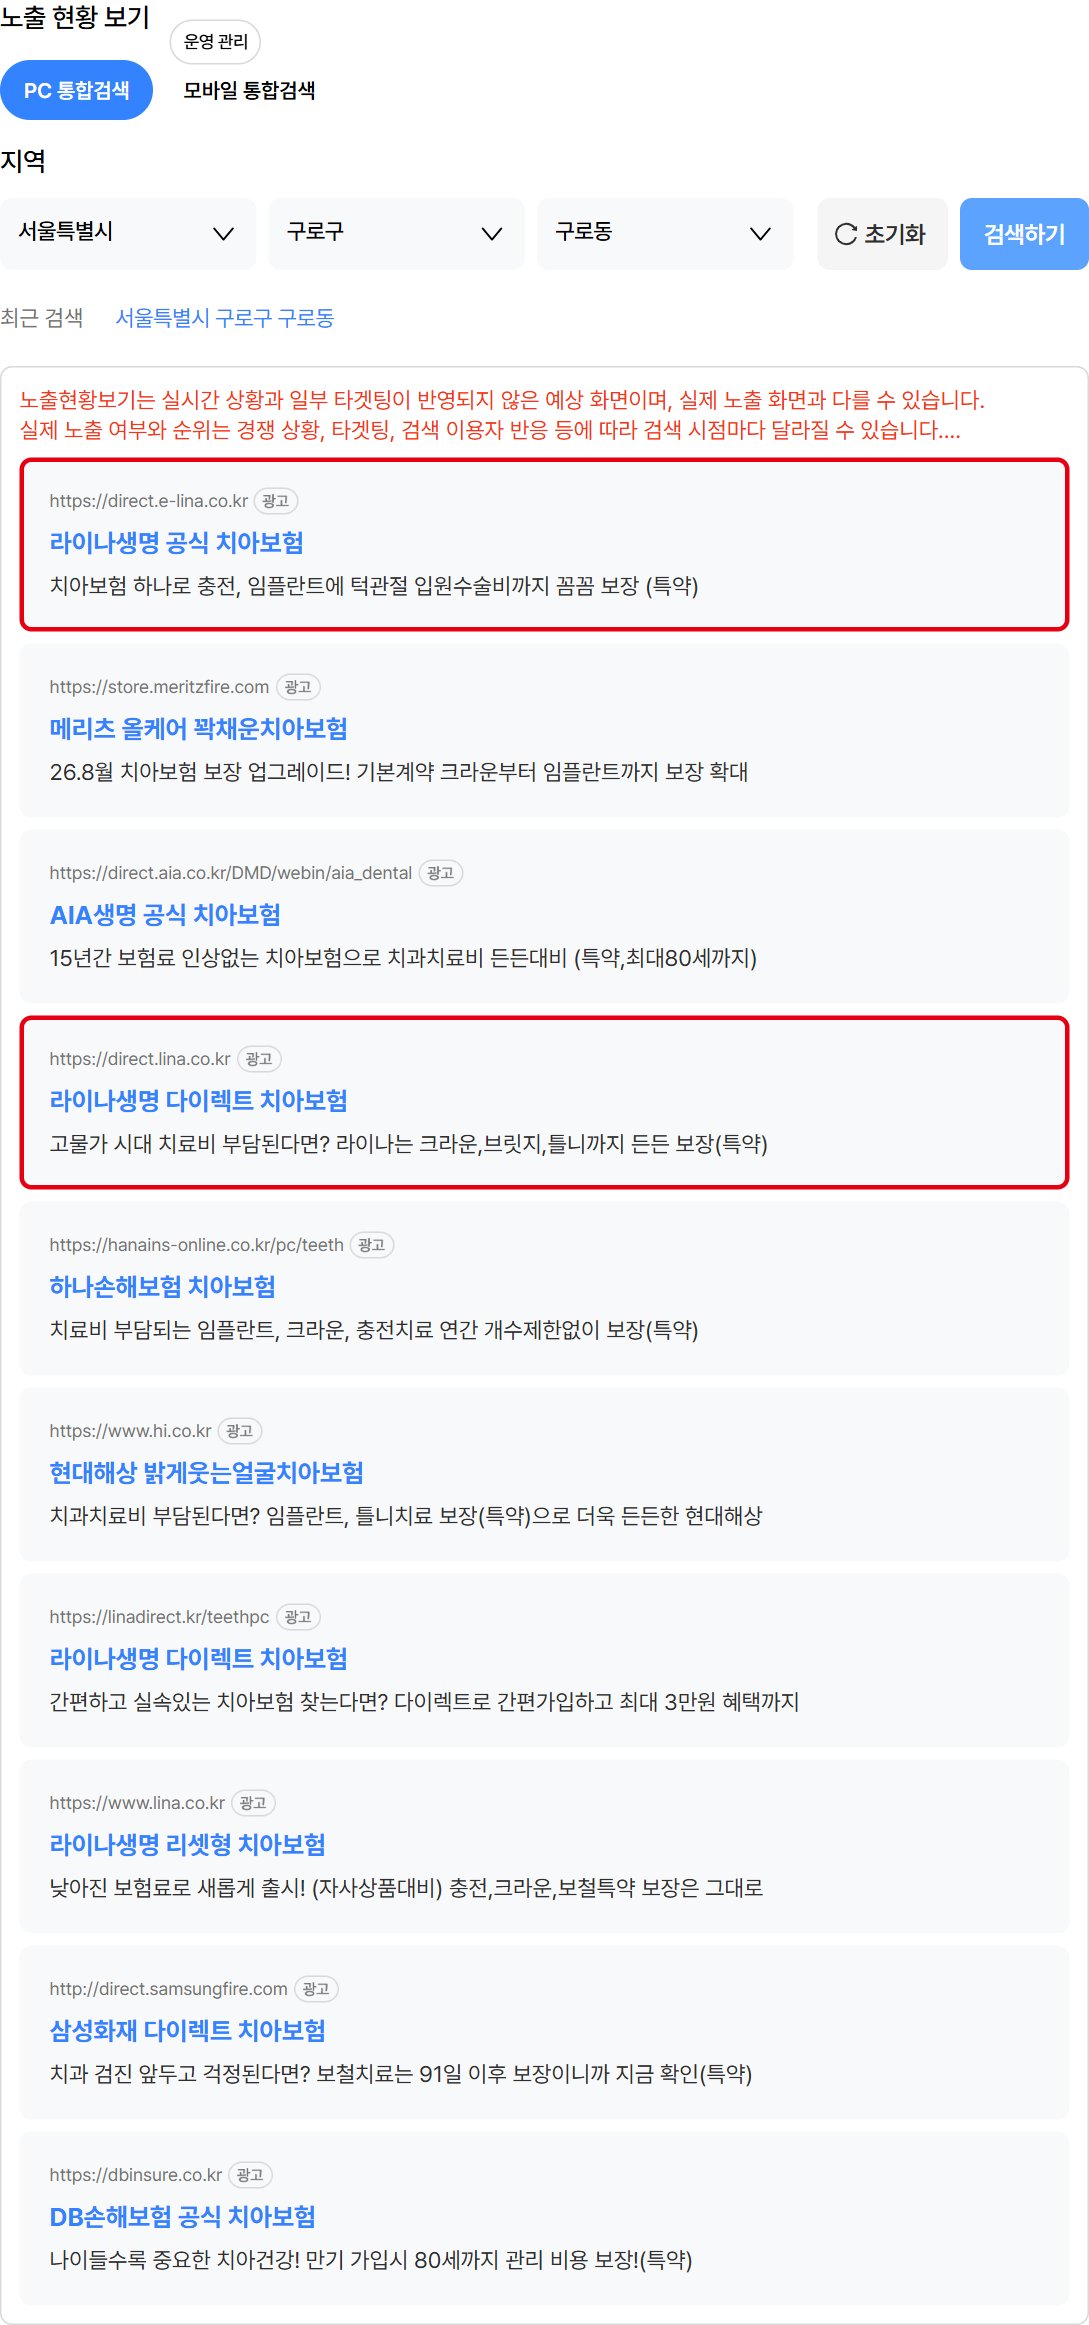 노출 현황 보기
운영 관리
PC 통합검색
모바일 통합검색
지역
서울특별시
구로구
구로동
초기화
검색하기
최근 검색
서울특별시 구로구 구로동
노출현황보기는 실시간 상황과 일부 타겟팅이 반영되지 않은 예상 화면이며, 실제 노출 화면과 다를 수 있습니다.
실제 노출 여부와 순위는 경쟁 상황, 타겟팅, 검색 이용자 반응 등에 따라 검색 시점마다 달라질 수 있습니다....
https://direct.e-lina.co.kr 광고
라이나생명 공식 치아보험
치아보험 하나로 충전, 임플란트에 턱관절 입원수술비까지 꼼꼼 보장 (특약)
https://store.meritzfire.com 광고
메리츠 올케어 꽉채운치아보험
26.8월 치아보험 보장 업그레이드! 기본계약 크라운부터 임플란트까지 보장 확대
https://direct.aia.co.kr/DMD/webin/aia_dental 광고
AIA생명 공식 치아보험
15년간 보험료 인상없는 치아보험으로 치과치료비 든든대비 (특약,최대80세까지)
https://direct.lina.co.kr 광고
라이나생명 다이렉트 치아보험
고물가 시대 치료비 부담된다면? 라이나는 크라운,브릿지,틀니까지 든든 보장(특약)
https://hanains-online.co.kr/pc/teeth 광고
하나손해보험 치아보험
치료비 부담되는 임플란트, 크라운, 충전치료 연간 개수제한없이 보장(특약)
https://www.hi.co.kr 광고
현대해상 밝게웃는얼굴치아보험
치과치료비 부담된다면? 임플란트, 틀니치료 보장(특약)으로 더욱 든든한 현대해상
https://linadirect.kr/teethpc 광고
라이나생명 다이렉트 치아보험
간편하고 실속있는 치아보험 찾는다면? 다이렉트로 간편가입하고 최대 3만원 혜택까지
https://www.lina.co.kr 광고
라이나생명 리셋형 치아보험
낮아진 보험료로 새롭게 출시! (자사상품대비) 충전,크라운,보철특약 보장은 그대로
http://direct.samsungfire.com 광고
삼성화재 다이렉트 치아보험
치과 검진 앞두고 걱정된다면? 보철치료는 91일 이후 보장이니까 지금 확인(특약)
https://dbinsure.co.kr 광고
DB손해보험 공식 치아보험
나이들수록 중요한 치아건강! 만기 가입시 80세까지 관리 비용 보장!(특약)